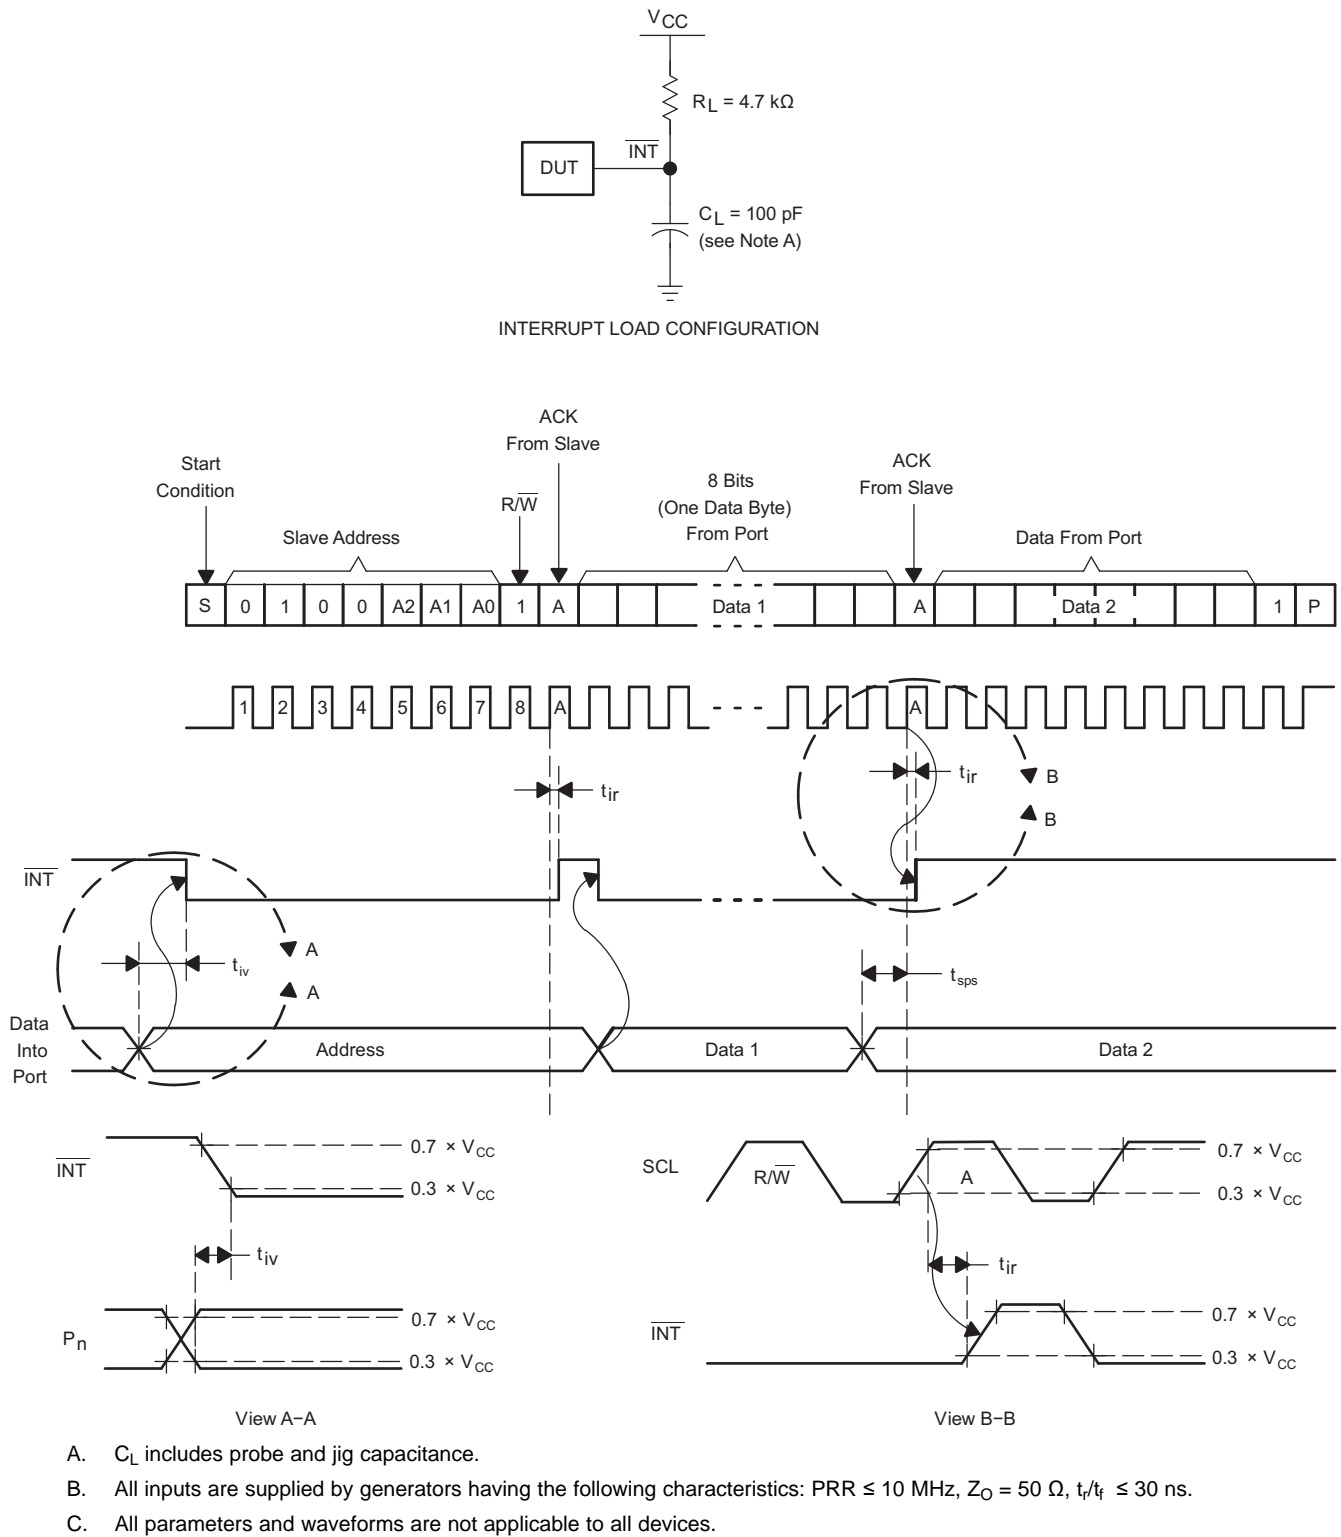 VCC
RL = 4.7 kΩ
INT
DUT
CL = 100 pF
(see Note A)
INTERRUPT LOAD CONFIGURATION
ACK
From Slave
Start
Condition
R/W
8 Bits
(One Data Byte)
From Port
ACK
From Slave
Slave Address
Data From Port
S 0 1 0 0 A2 A1 A0 1 A Data 1 A Data 2 1 P
1 2 3 4 5 6 7 8 A A
tir
tir
B
B
INT
A
A
tiv
tsps
Data
Into
Port
Address
Data 1
Data 2
INT
0.7 × VCC
0.3 × VCC
tiv
Pn
0.7 × VCC
0.3 × VCC
View A−A
SCL
R/W
A
0.7 × VCC
0.3 × VCC
tir
INT
0.7 × VCC
0.3 × VCC
View B−B
A. CL includes probe and jig capacitance.
B. All inputs are supplied by generators having the following characteristics: PRR ≤ 10 MHz, ZO = 50 Ω, tr/tf ≤ 30 ns.
C. All parameters and waveforms are not applicable to all devices.